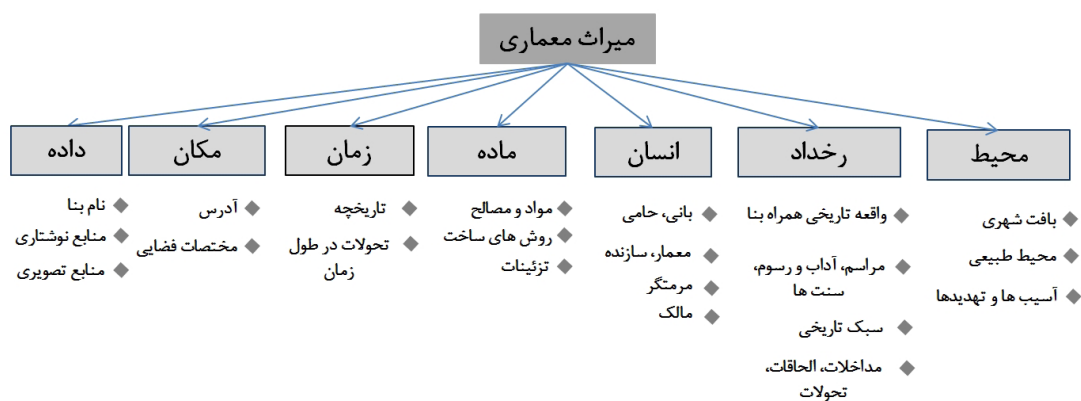 میراث معماری
محیط
بافت شهری
محیط طبیعی
آسیب ها و تهدیدها
رخداد
واقعه تاریخی همراه بنا
مراسم، آداب و رسوم،
سنت ها
سبک تاریخی
مداخلات، الحاقات،
تحولات
انسان
بانی، حامی
معمار، سازنده
مرمتگر
مالک
ماده
مواد و مصالح
روش های ساخت
تزئینات
زمان
تاریخچه
تحولات در طول
زمان
مکان
آدرس
مختصات فضایی
داده
نام بنا
منابع نوشتاری
منابع تصویری